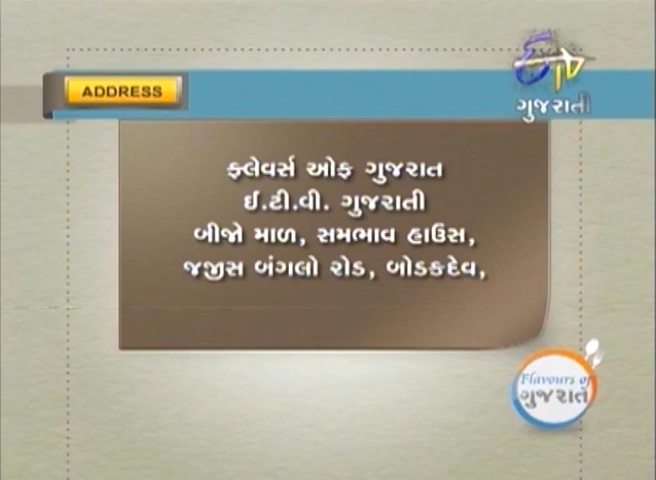 ETV
ગુજરાતી
ADDRESS
ફ્લેવર્સ ઓફ ગુજરાત
ઈ.ટી.વી. ગુજરાતી
બીજો માળ, સમભાવ હાઉસ,
જજીસ બંગલો રોડ, બોડકદેવ,
Flavours of
ગુજરાત